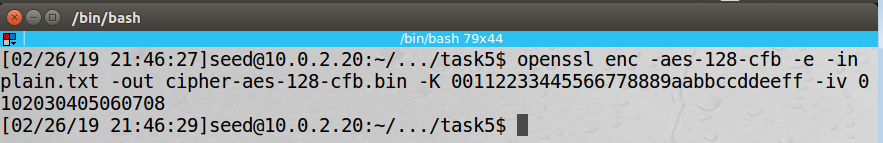 /bin/bash
/bin/bash 79x44
[02/26/19 21:46:27]seed@10.0.2.20:~/.../task5$ openssl enc -aes-128-cfb -e -in
plain.txt -out cipher-aes-128-cfb.bin -K 00112233445566778889aabbccddeeff -iv 0
102030405060708
[02/26/19 21:46:29]seed@10.0.2.20:~/.../task5$